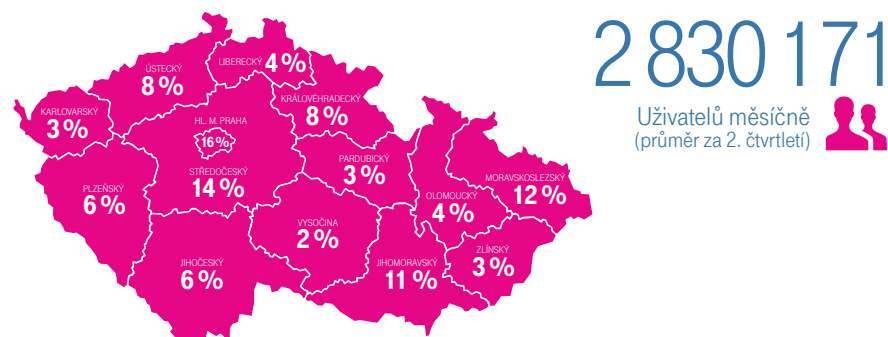 2 830 171
Uživatelů měsíčně
(průměr za 2. čtvrtletí)
LIBERECKÝ 4 %
ÚSTECKÝ
8 %
KARLOVARSKÝ
3 %
KRÁLOVÉHRADECKÝ
8 %
HL. M. PRAHA
16 %
STŘEDOČESKÝ
14 %
PARDUBICKÝ
3 %
PLZEŇSKÝ
6 %
MORAVSKOSLEZSKÝ
12 %
OLOMOUCKÝ
4 %
VYSOČINA
2 %
ZLÍNSKÝ
3 %
JIHOČESKÝ
6 %
JIHOMORAVSKÝ
11 %